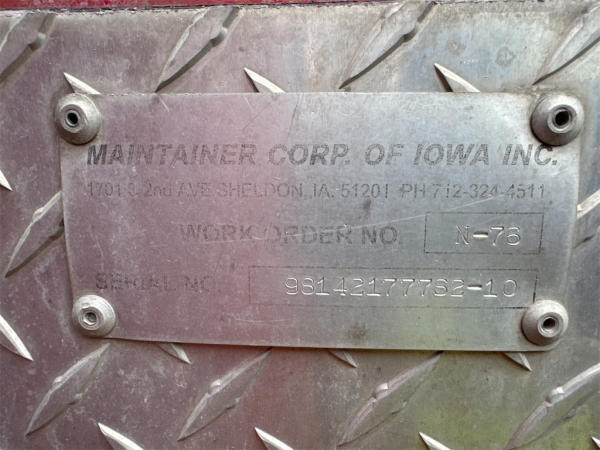 MAINTAINER CORP. OF IOWA INC.
1701 S. 2nd AVE SHELDON, IA. 51201 PH 712-324-4511
WORK ORDER NO. N-76
SERIAL NO. 98142177782-10